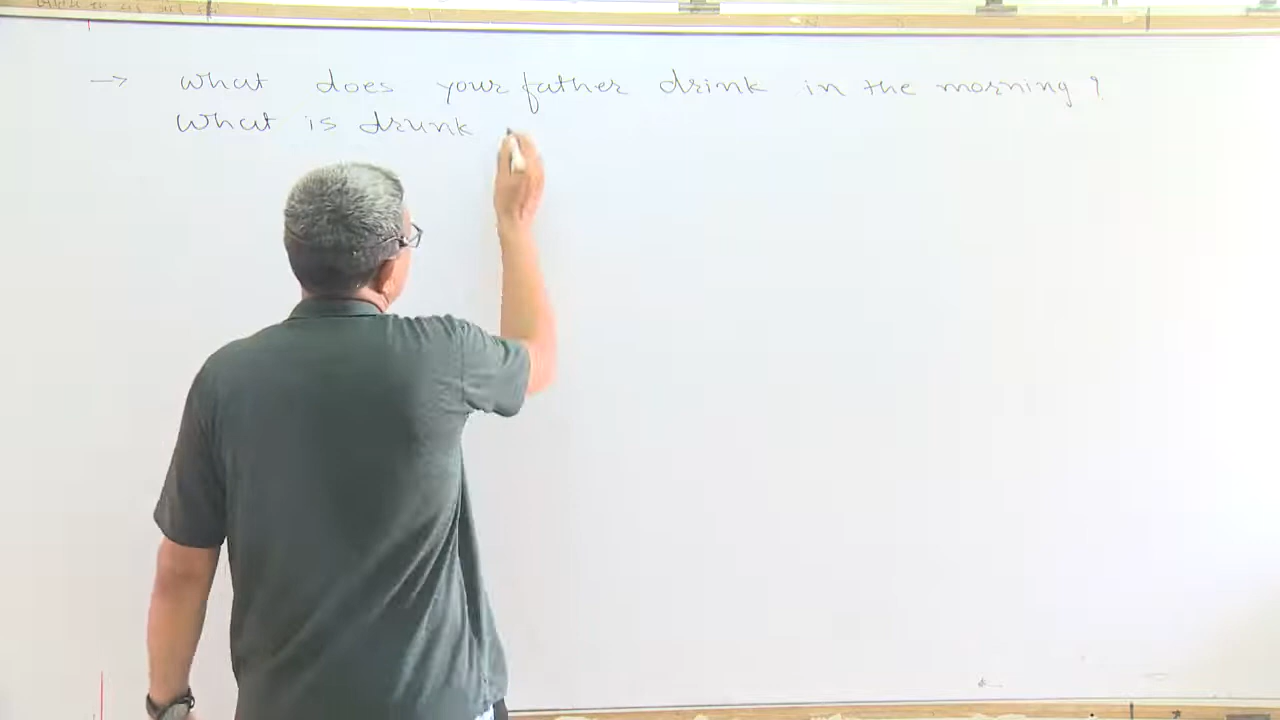 → what does your father drink in the morning?
What is drunk